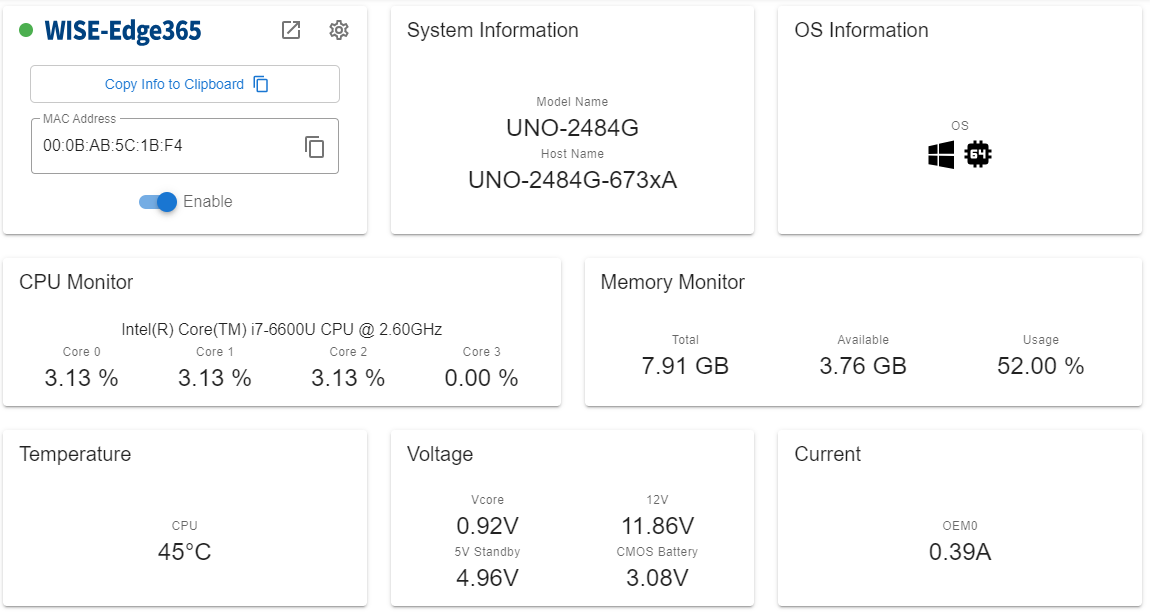 WISE-Edge365
Copy Info to Clipboard
MAC Address
00:0B:AB:5C:1B:F4
Enable
System Information
Model Name
UNO-2484G
Host Name
UNO-2484G-673xA
OS Information
OS
64
CPU Monitor
Intel(R) Core(TM) i7-6600U CPU @ 2.60GHz
Core 0 Core 1 Core 2 Core 3
3.13 % 3.13 % 3.13 % 0.00 %
Memory Monitor
Total Available Usage
7.91 GB 3.76 GB 52.00 %
Temperature
CPU
45°C
Voltage
Vcore 12V
0.92V 11.86V
5V Standby CMOS Battery
4.96V 3.08V
Current
OEM0
0.39A